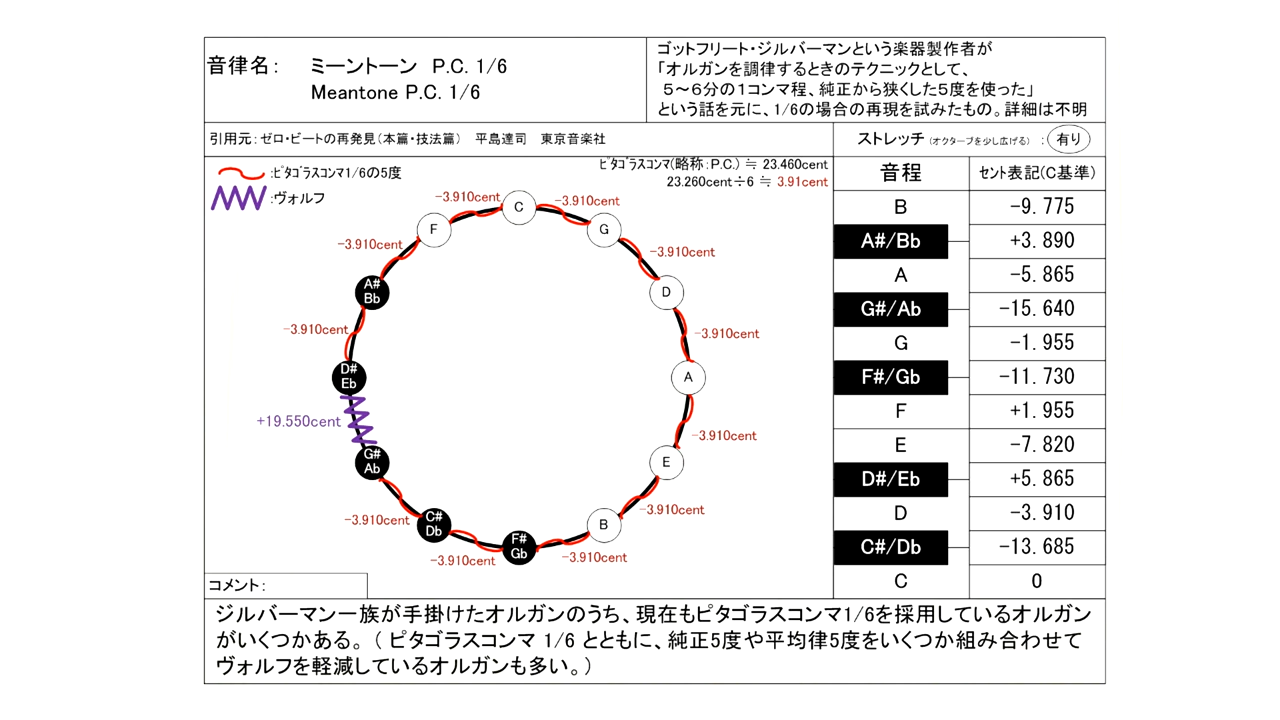 音律名： ミーントーン P.C. 1/6
Meantone P.C. 1/6
ゴットフリート・ジルバーマンという楽器製作者が
「オルガンを調律するときのテクニックとして、
５～６分の１コンマ程、純正から狭くした５度を使った」
という話を元に、1/6の場合の再現を試みたもの。詳細は不明
引用元：ゼロ・ビートの再発見（本篇・技法篇） 平島達司 東京音楽社
ストレッチ（オクターブを少し広げる）：有り
:ﾋﾟﾀｺﾞﾗｽコンマ1/6の5度
:ヴォルフ
ﾋﾟﾀｺﾞﾗｽコンマ(略称：P.C.) ≒ 23.460cent
23.260cent÷6 ≒ 3.91cent
C
G
D
A
E
B
F#
Gb
C#
Db
G#
Ab
D#
Eb
A#
Bb
F
-3.910cent
-3.910cent
-3.910cent
-3.910cent
-3.910cent
-3.910cent
-3.910cent
-3.910cent
+19.550cent
-3.910cent
-3.910cent
-3.910cent
音程 ｾﾝﾄ表記(C基準)
B -9.775
A#/Bb +3.890
A -5.865
G#/Ab -15.640
G -1.955
F#/Gb -11.730
F +1.955
E -7.820
D#/Eb +5.865
D -3.910
C#/Db -13.685
C 0
コメント：
ジルバーマン一族が手掛けたオルガンのうち、現在もピタゴラスコンマ1/6を採用しているオルガン
がいくつかある。（ ピタゴラスコンマ 1/6 とともに、純正5度や平均律5度をいくつか組み合わせて
ヴォルフを軽減しているオルガンも多い。）